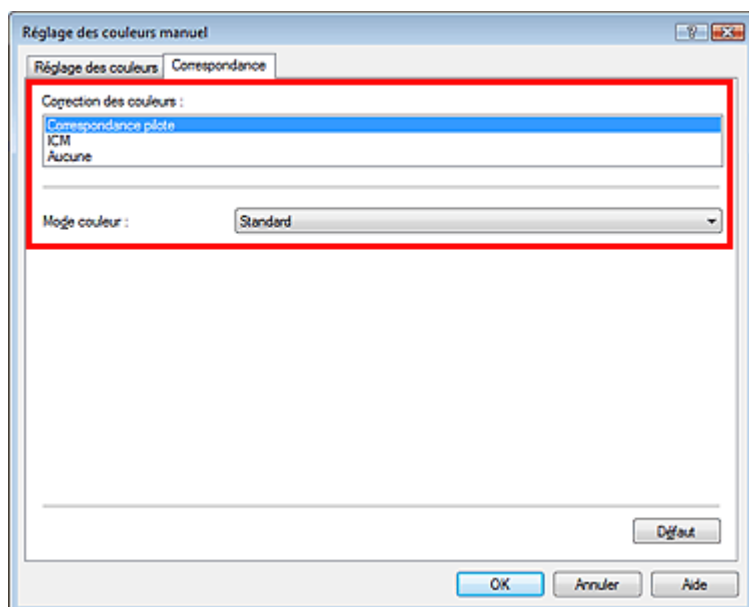 Réglage des couleurs manuel
Réglage des couleurs Correspondance
Correction des couleurs :
Correspondance pilote
ICM
Aucune
Mode couleur : Standard
Défaut
OK Annuler Aide